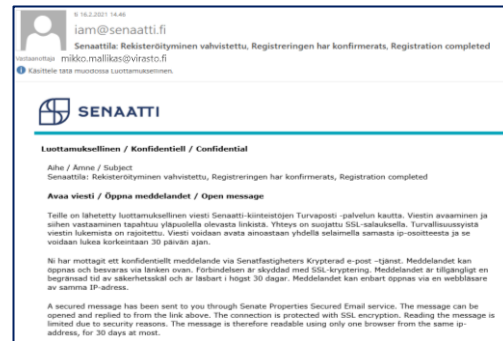 ti 16.2.2021 14.46
iam@senaatti.fi
Senaattila: Rekisteröityminen vahvistettu, Registreringen har konfirmerats, Registration completed
Vastaanottaja mikko.mallikas@virasto.fi
Käsittele tätä muodossa Luottamuksellinen.
SENAATTI
Luottamuksellinen / Konfidentiell / Confidential
Aihe / Ämne / Subject
Senaattila: Rekisteröityminen vahvistettu, Registreringen har konfirmerats, Registration completed
Avaa viesti / Öppna meddelandet / Open message
Teille on lähetetty luottamuksellinen viesti Senaatti-kiinteistöjen Turvaposti -palvelun kautta. Viestin avaaminen ja
siihen vastaaminen tapahtuu yläpuolella olevasta linkistä. Yhteys on suojattu SSL-salauksella. Turvallisuussyistä
viestin lukemista on rajoitettu. Viesti voidaan avata ainoastaan yhdellä selaimella samasta ip-osoitteesta ja se
voidaan lukea korkeintaan 30 päivän ajan.
Ni har mottagit ett konfidentiellt meddelande via Senatfastigheters Krypterad e-post –tjänst. Meddelandet kan
öppnas och besvaras via länken ovan. Förbindelsen är skyddad med SSL-kryptering. Meddelandet är tillgängligt en
begränsad tid av säkerhetsskäl och är läsbart i högst 30 dagar. Meddelandet kan enbart öppnas via en webbläsare
av samma IP-adress.
A secured message has been sent to you through Senate Properties Secured Email service. The message can be
opened and replied to from the link above. The connection is protected with SSL encryption. Reading the message is
limited due to security reasons. The message is therefore readable using only one browser from the same ip-
address, for 30 days at most.